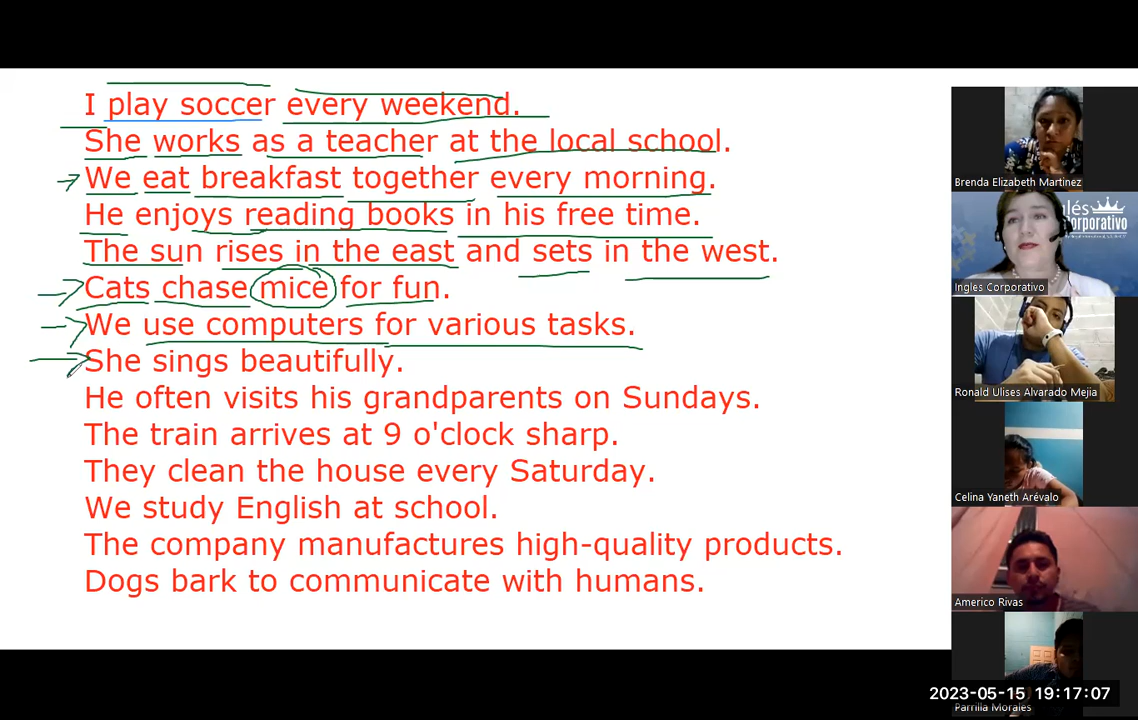 I play soccer every weekend.
She works as a teacher at the local school.
We eat breakfast together every morning.
He enjoys reading books in his free time.
The sun rises in the east and sets in the west.
Cats chase mice for fun.
We use computers for various tasks.
She sings beautifully.
He often visits his grandparents on Sundays.
The train arrives at 9 o'clock sharp.
They clean the house every Saturday.
We study English at school.
The company manufactures high-quality products.
Dogs bark to communicate with humans.
Brenda Elizabeth Martinez
glés
Corporativo
Ingles Corporativo
Ronald Ulises Alvarado Mejia
Celina Yaneth Arévalo
Americo Rivas
2023-05-15 19:17:07
Parrilla Morales